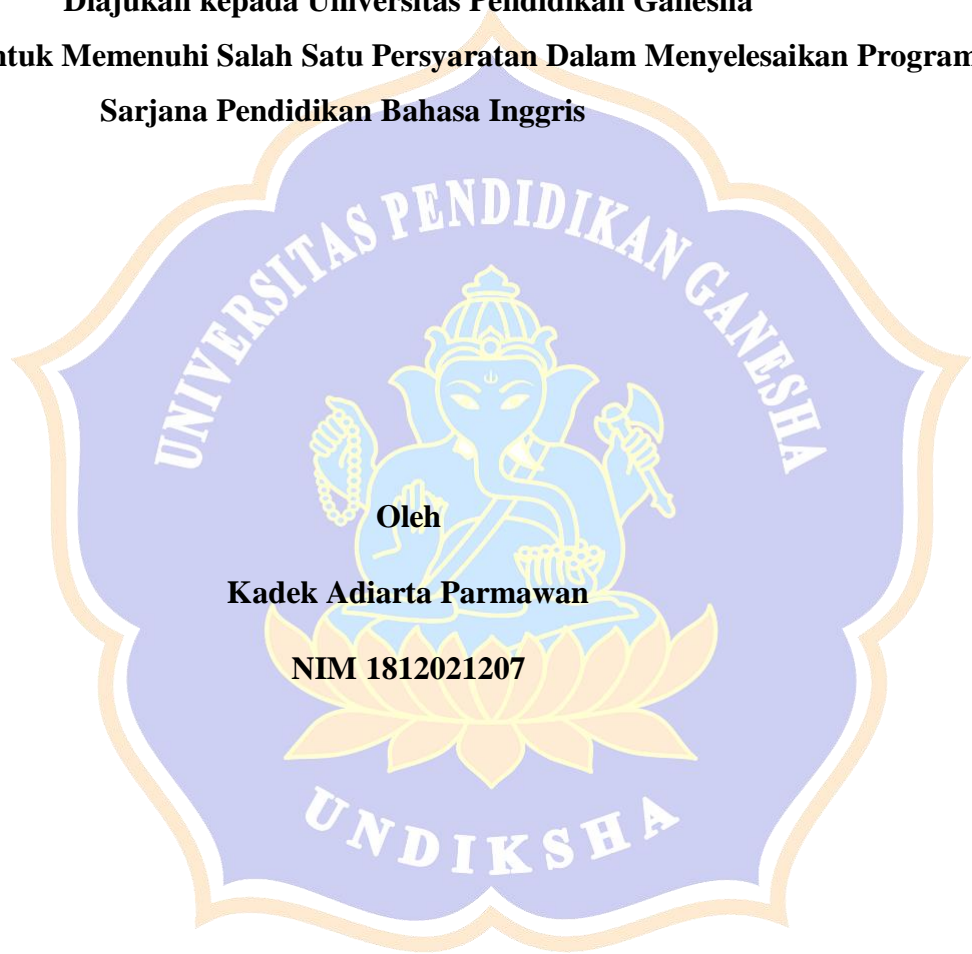 Diajukan kepada Universitas Pendidikan Ganesha
ntuk Memenuhi Salah Satu Persyaratan Dalam Menyelesaikan Program
Sarjana Pendidikan Bahasa Inggris
UNIVERSITAS PENDIDIKAN GANESHA
Oleh
Kadek Adiarta Parmawan
NIM 1812021207
UNDIKSHA